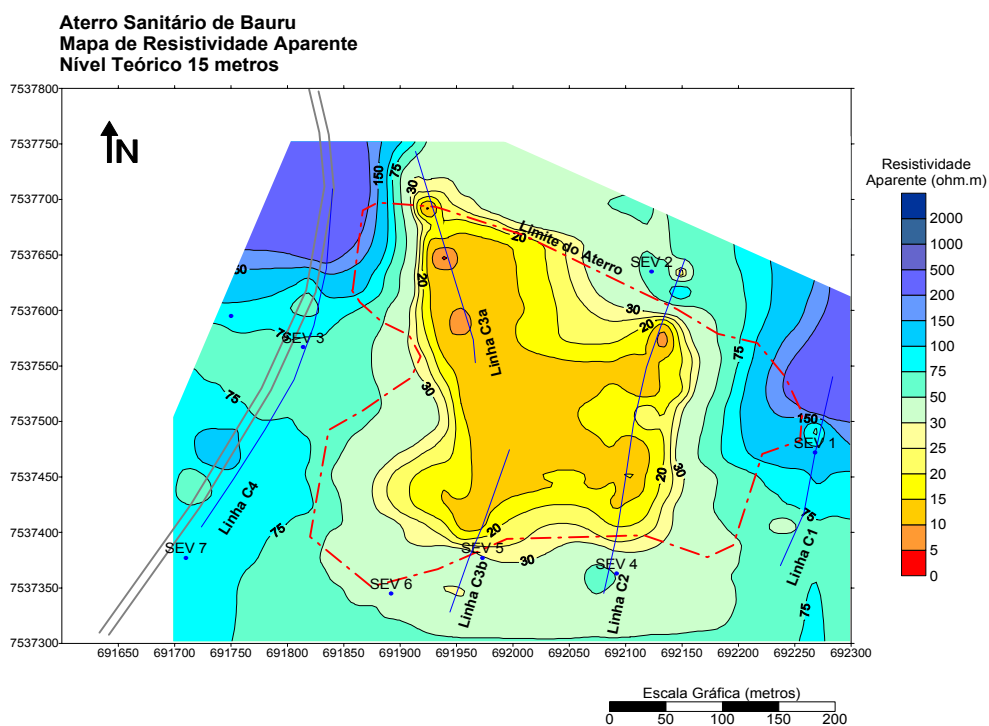 Aterro Sanitário de Bauru
Mapa de Resistividade Aparente
Nível Teórico 15 metros
7537800
7537750
7537700
7537650
7537600
7537550
7537500
7537450
7537400
7537350
7537300
N
150
75
30
20
Limite do Aterro
SEV 2
20
30
20
75
75
SEV 3
Linha C3a
30
75
150
SEV 1
20
30
Linha C4
75
20
75
SEV 7
SEV 5
30
SEV 4
Linha C1
SEV 6
Linha C3b
Linha C2
75
691650
691700
691750
691800
691850
691900
691950
692000
692050
692100
692150
692200
692250
692300
Resistividade
Aparente (ohm.m)
2000
1000
500
200
150
100
75
50
30
25
20
15
10
5
0
Escala Gráfica (metros)
0 50 100 150 200